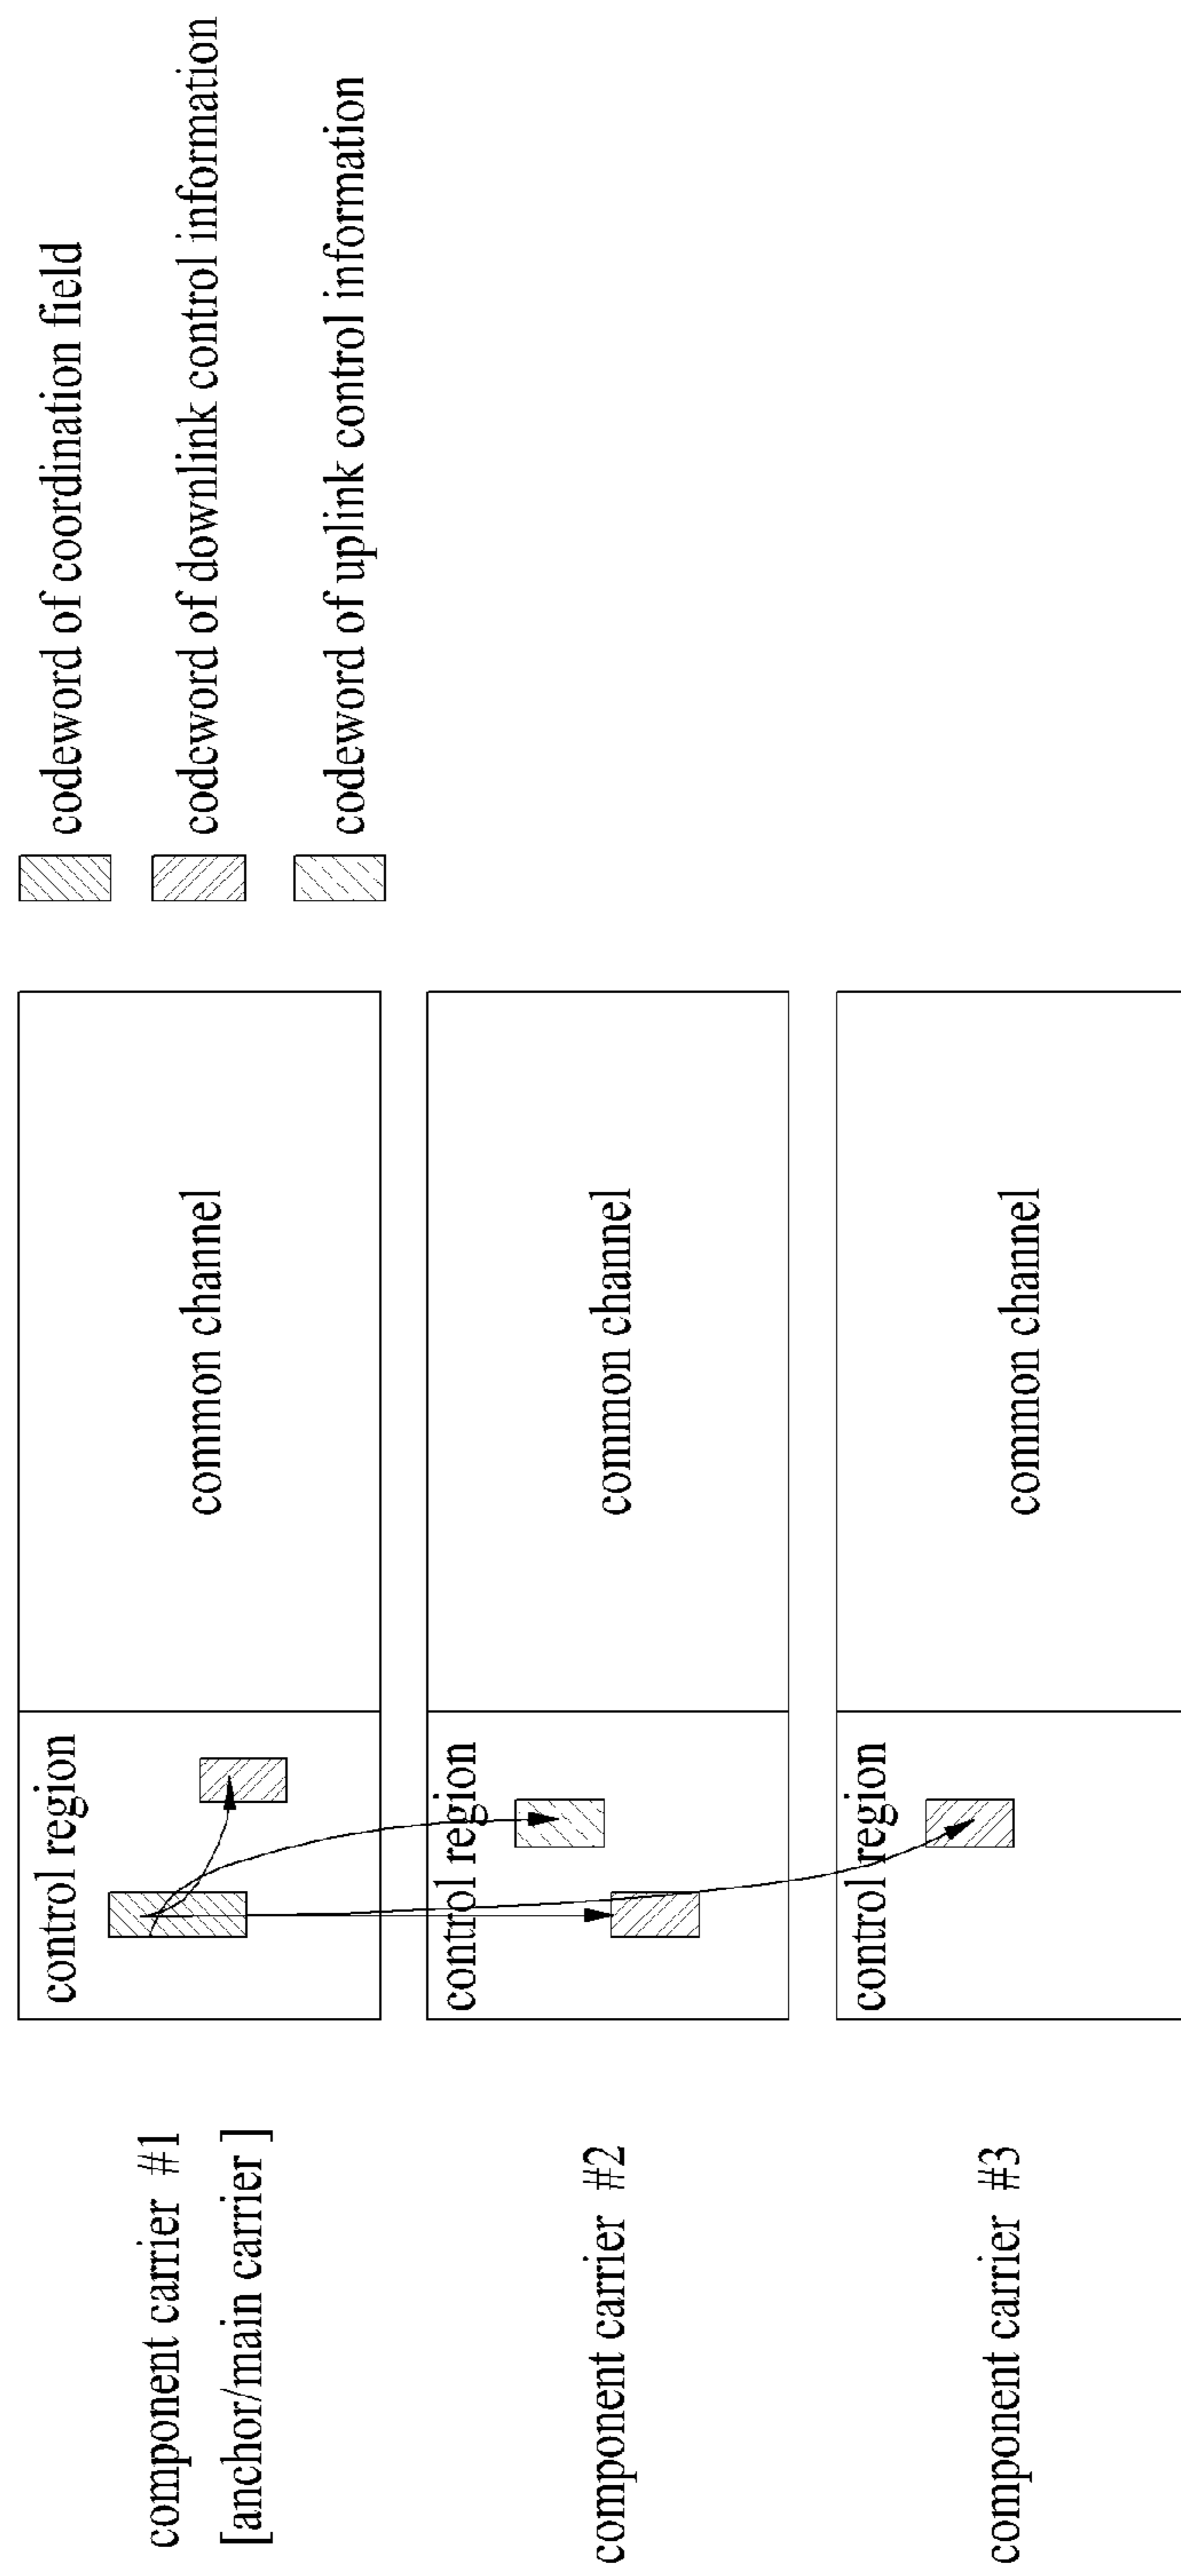 codeword of coordination field
codeword of downlink control information
codeword of uplink control information
component carrier #1
[anchor/main carrier ]
control region
common channel
component carrier #2
control region
common channel
component carrier #3
control region
common channel